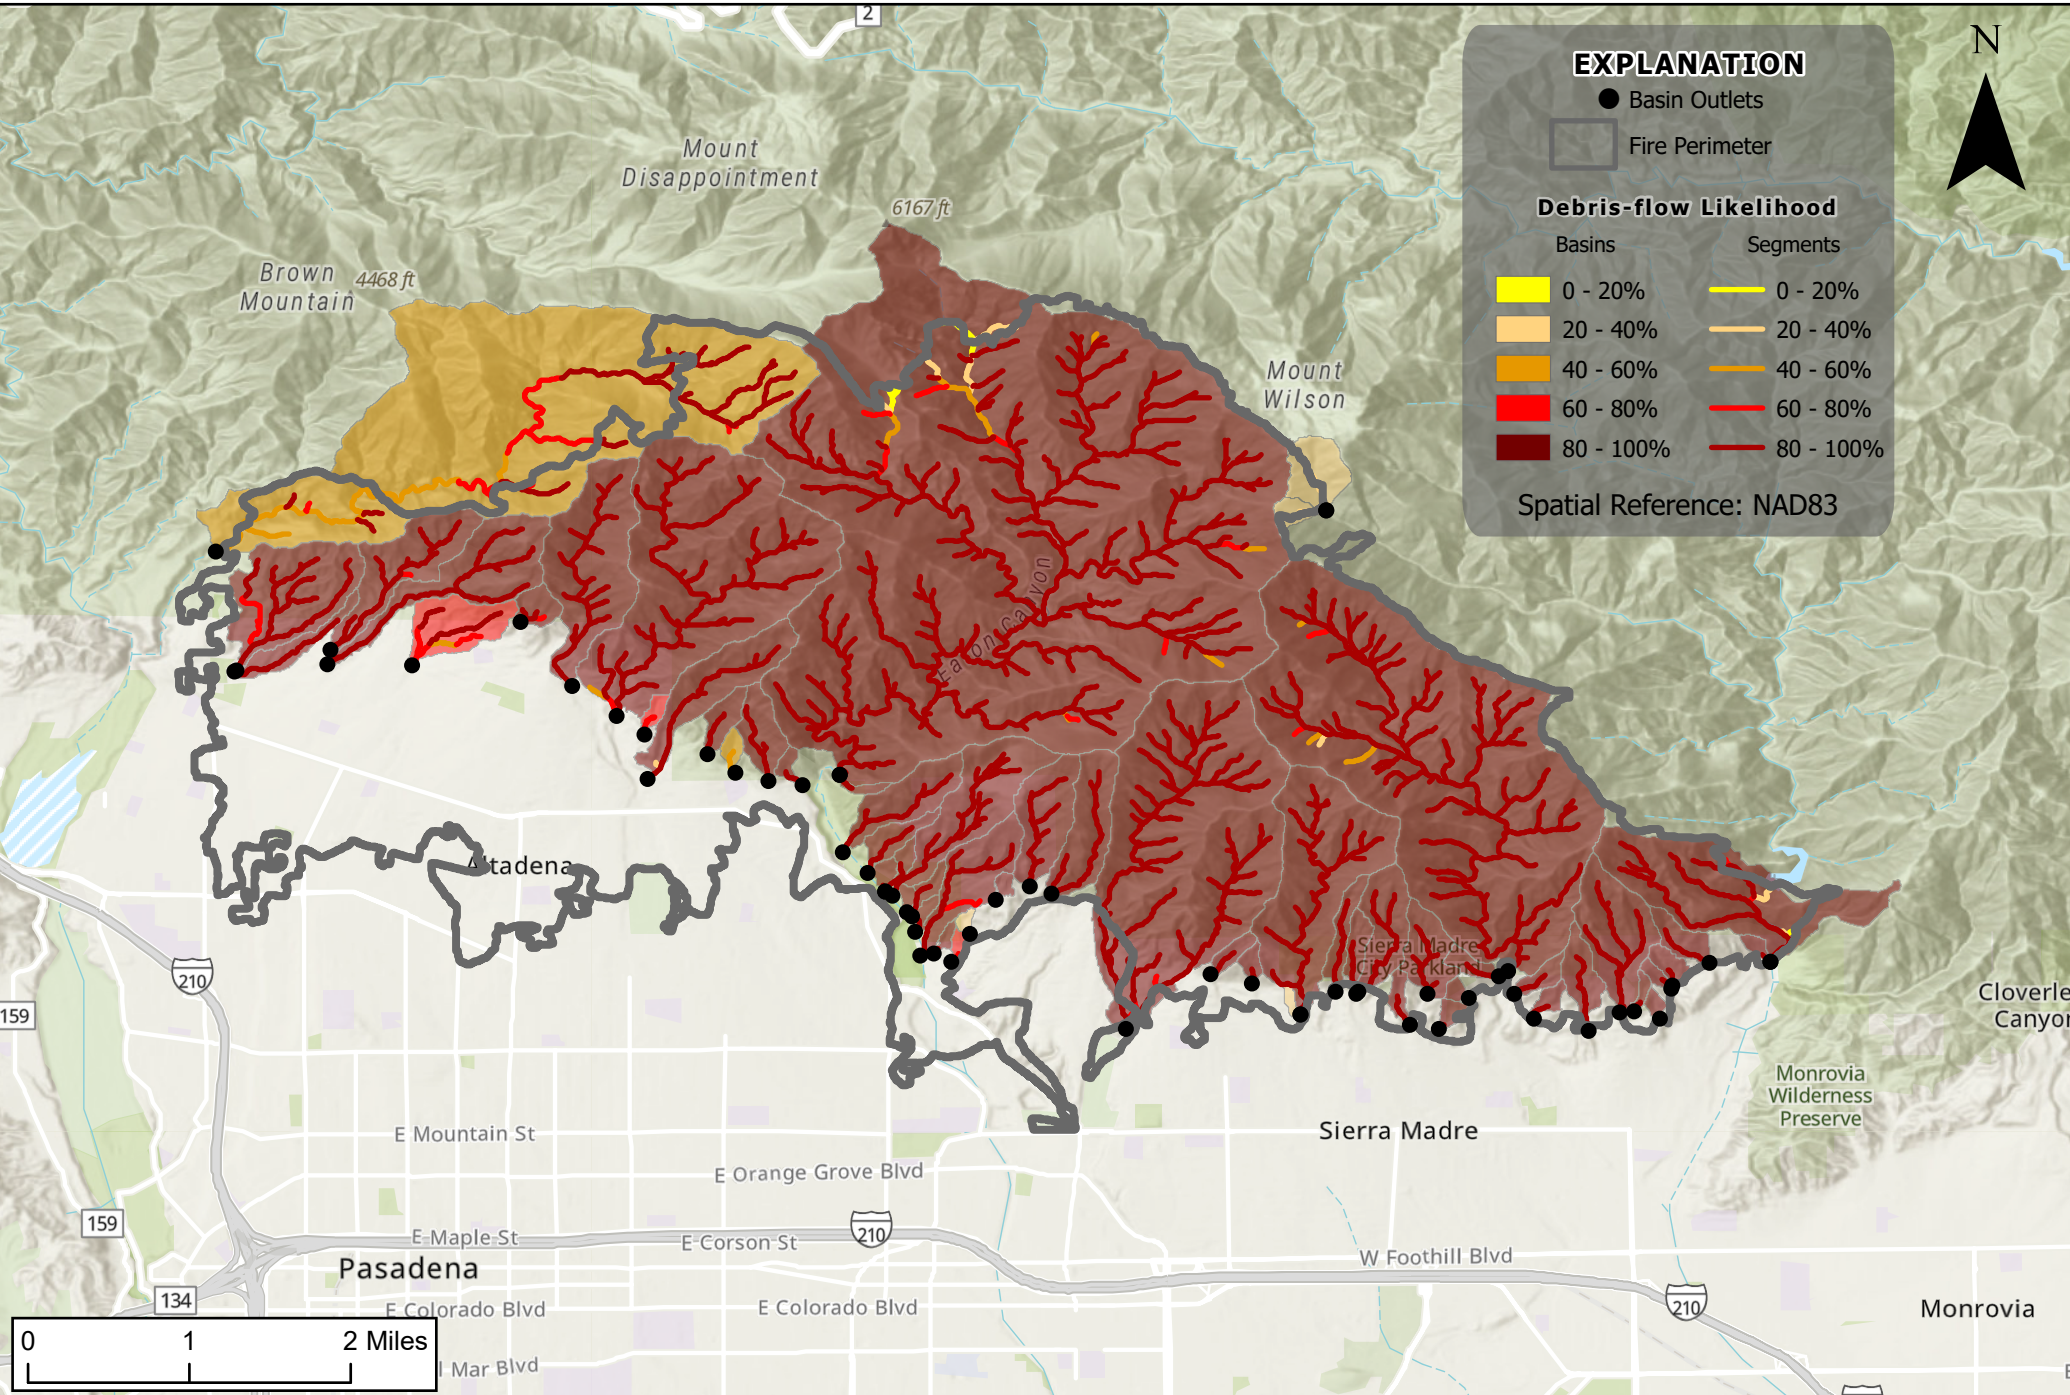 2
N
EXPLANATION
Basin Outlets
Fire Perimeter
Debris-flow Likelihood
Basins
Segments
0 - 20%
0 - 20%
20 - 40%
20 - 40%
40 - 60%
40 - 60%
60 - 80%
60 - 80%
80 - 100%
80 - 100%
Spatial Reference: NAD83
Mount
Disappointment
6167 ft
Brown
Mountain
4468 ft
Mount
Wilson
Eaton Canyon
Altadena
Sierra Madre
City Parkland
210
159
Monrovia
Wilderness
Preserve
E Mountain St
Sierra Madre
E Orange Grove Blvd
159
E Maple St
E Corson St
210
W Foothill Blvd
Pasadena
134
E Colorado Blvd
E Colorado Blvd
210
Monrovia
0 1 2 Miles
Mar Blvd